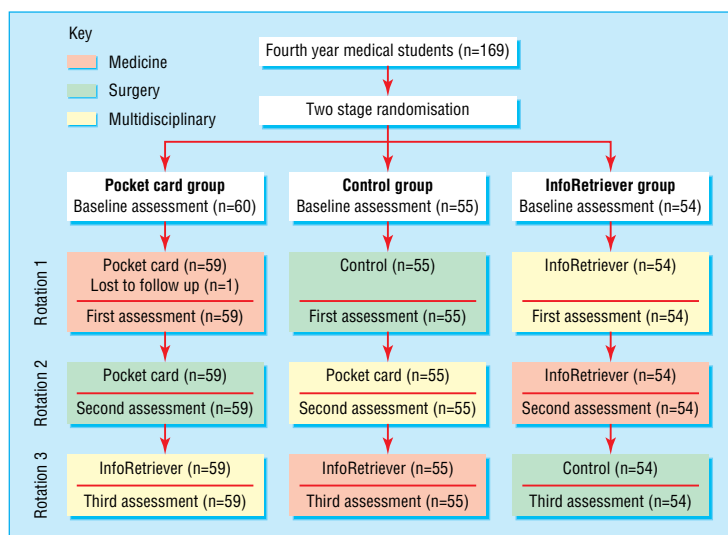 Key
Medicine
Surgery
Multidisciplinary
Fourth year medical students (n=169)
Two stage randomisation
Pocket card group
Baseline assessment (n=60)
Control group
Baseline assessment (n=55)
InfoRetriever group
Baseline assessment (n=54)
Rotation 1
Pocket card (n=59)
Lost to follow up (n=1)
First assessment (n=59)
Control (n=55)
First assessment (n=55)
InfoRetriever (n=54)
First assessment (n=54)
Rotation 2
Pocket card (n=59)
Second assessment (n=59)
Pocket card (n=55)
Second assessment (n=55)
InfoRetriever (n=54)
Second assessment (n=54)
Rotation 3
InfoRetriever (n=59)
Third assessment (n=59)
InfoRetriever (n=55)
Third assessment (n=55)
Control (n=54)
Third assessment (n=54)